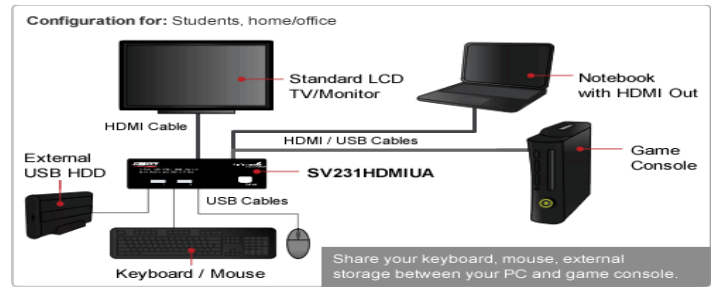 Configuration for: Students, home/office
Standard LCD
TV/Monitor
Notebook
with HDMI Out
HDMI Cable
HDMI / USB Cables
Game
Console
External
USB HDD
SV231HDMIUA
USB Cables
Keyboard / Mouse
Share your keyboard, mouse, external
storage between your PC and game console.